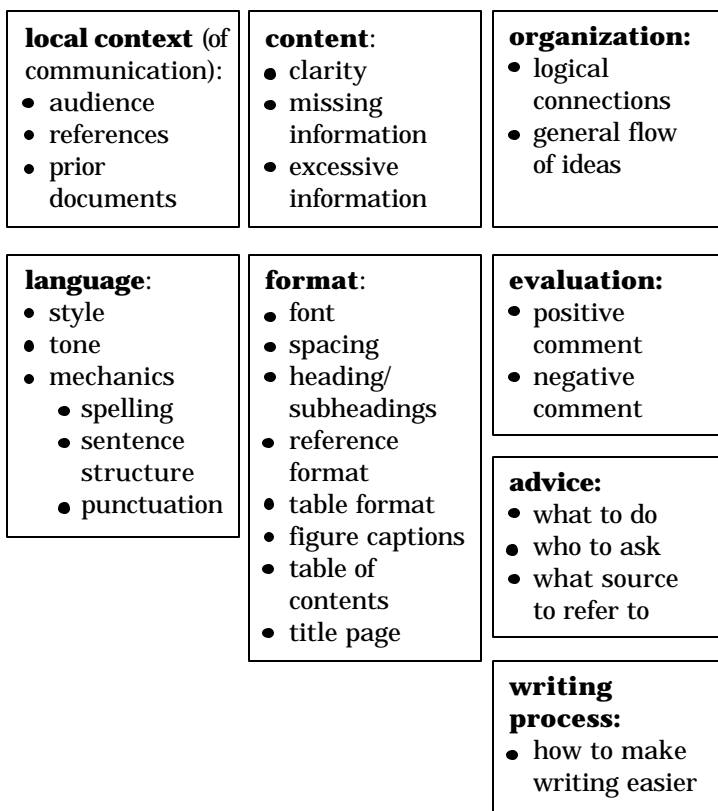 local context (of
communication):
• audience
• references
• prior
documents
content:
• clarity
• missing
information
• excessive
information
organization:
• logical
connections
• general flow
of ideas
language:
• style
• tone
• mechanics
• spelling
• sentence
structure
• punctuation
format:
• font
• spacing
• heading/
subheadings
• reference
format
• table format
• figure captions
• table of
contents
• title page
evaluation:
• positive
comment
• negative
comment
advice:
• what to do
• who to ask
• what source
to refer to
writing
process:
• how to make
writing easier